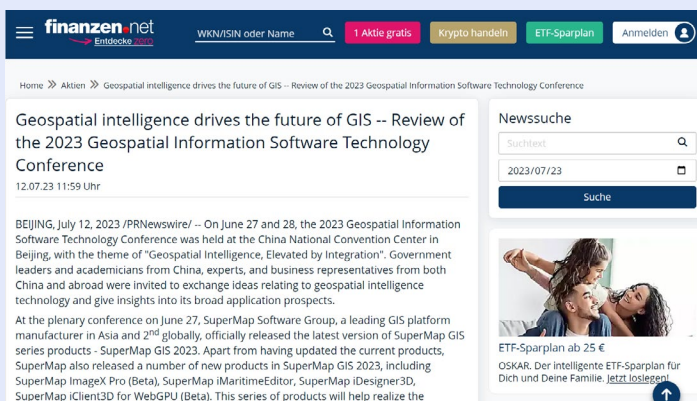 finanzen.net
Entdecke zero
WKN/ISIN oder Name
1 Aktie gratis
Krypto handeln
ETF-Sparplan
Anmelden
Home » Aktien » Geospatial intelligence drives the future of GIS -- Review of the 2023 Geospatial Information Software Technology Conference
Geospatial intelligence drives the future of GIS -- Review of
the 2023 Geospatial Information Software Technology
Conference
12.07.23 11:59 Uhr
BEIJING, July 12, 2023 /PRNewswire/ -- On June 27 and 28, the 2023 Geospatial Information
Software Technology Conference was held at the China National Convention Center in
Beijing, with the theme of "Geospatial Intelligence, Elevated by Integration". Government
leaders and academicians from China, experts, and business representatives from both
China and abroad were invited to exchange ideas relating to geospatial intelligence
technology and give insights into its broad application prospects.
At the plenary conference on June 27, SuperMap Software Group, a leading GIS platform
manufacturer in Asia and 2nd globally, officially released the latest version of SuperMap GIS
series products - SuperMap GIS 2023. Apart from having updated the current products,
SuperMap also released a number of new products in SuperMap GIS 2023, including
SuperMap ImageX Pro (Beta), SuperMap iMaritimeEditor, SuperMap iDesigner3D,
SuperMap iClient3D for WebGPU (Beta). This series of products will help realize the
Newssuche
Suchtext
2023/07/23
Suche
ETF-Sparplan ab 25 €
OSKAR. Der intelligente ETF-Sparplan für
Dich und Deine Familie. Jetzt loslegen!